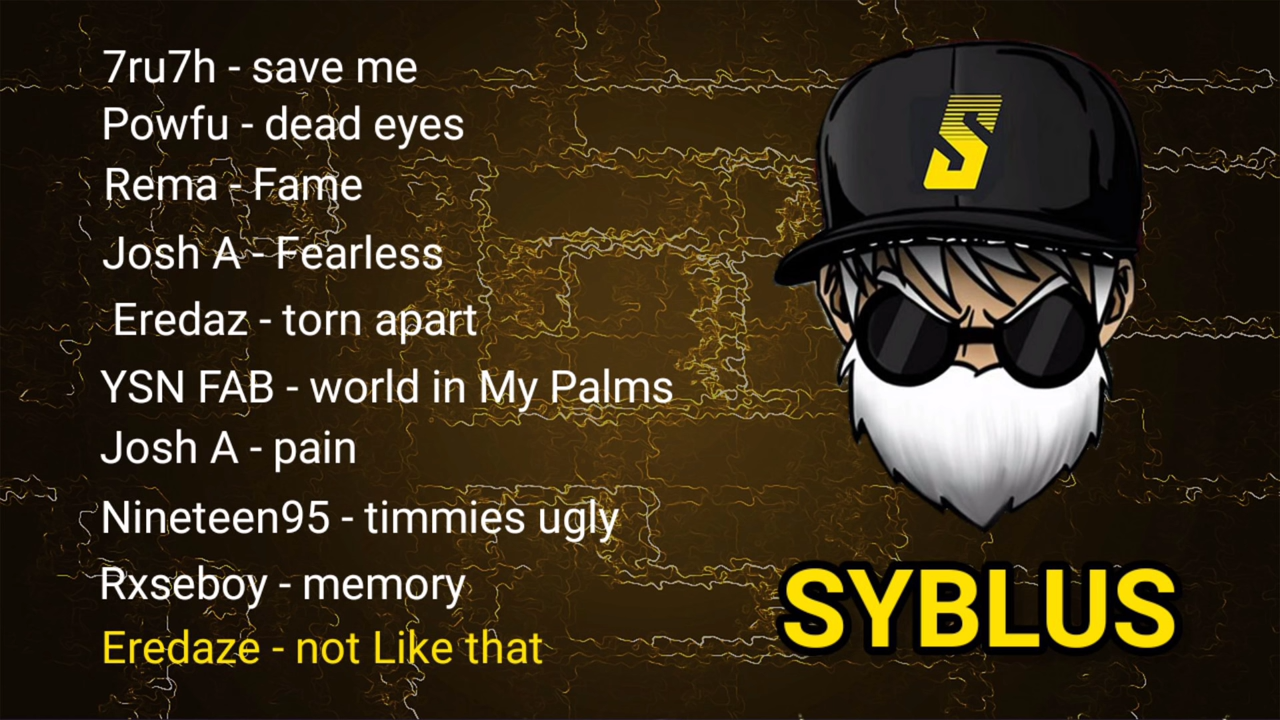 7ru7h - save me
Powfu - dead eyes
Rema - Fame
Josh A - Fearless
Eredaz - torn apart
YSN FAB - world in My Palms
Josh A - pain
Nineteen95 - timmies ugly
Rxseboy - memory
Eredaze - not Like that
S
SYBLUS